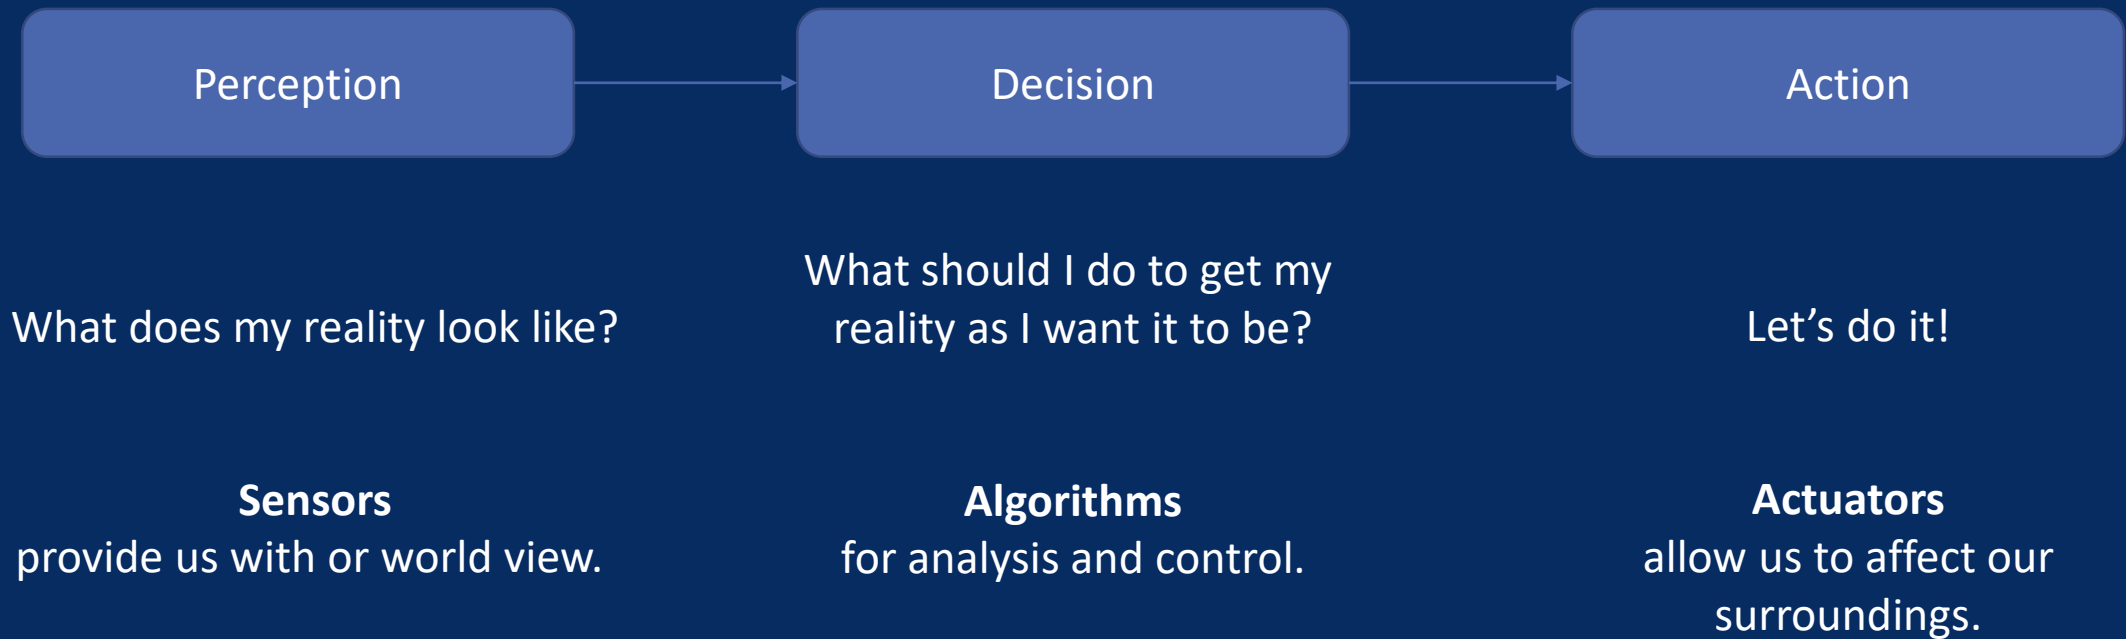 Perception
Decision
Action
What does my reality look like?
What should I do to get my
reality as I want it to be?
Let’s do it!
Sensors
provide us with or world view.
Algorithms
for analysis and control.
Actuators
allow us to affect our
surroundings.